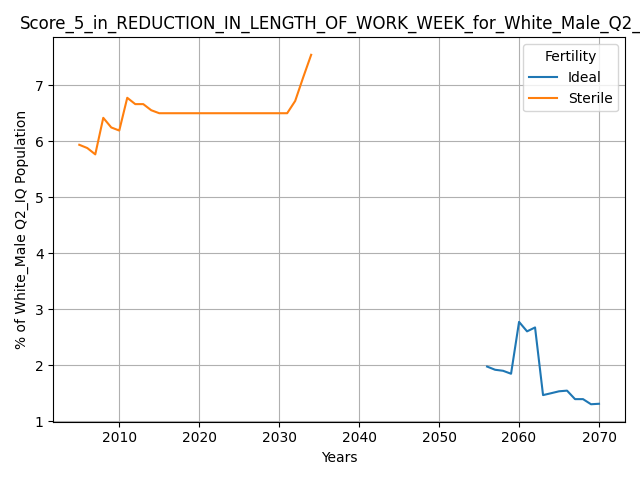 Score_5_in_REDUCTION_IN_LENGTH_OF_WORK_WEEK_for_White_Male_Q2_
Fertility
Ideal
Sterile
% of White_Male Q2_IQ Population
7
6
5
4
3
2
1
2010 2020 2030 2040 2050 2060 2070
Years